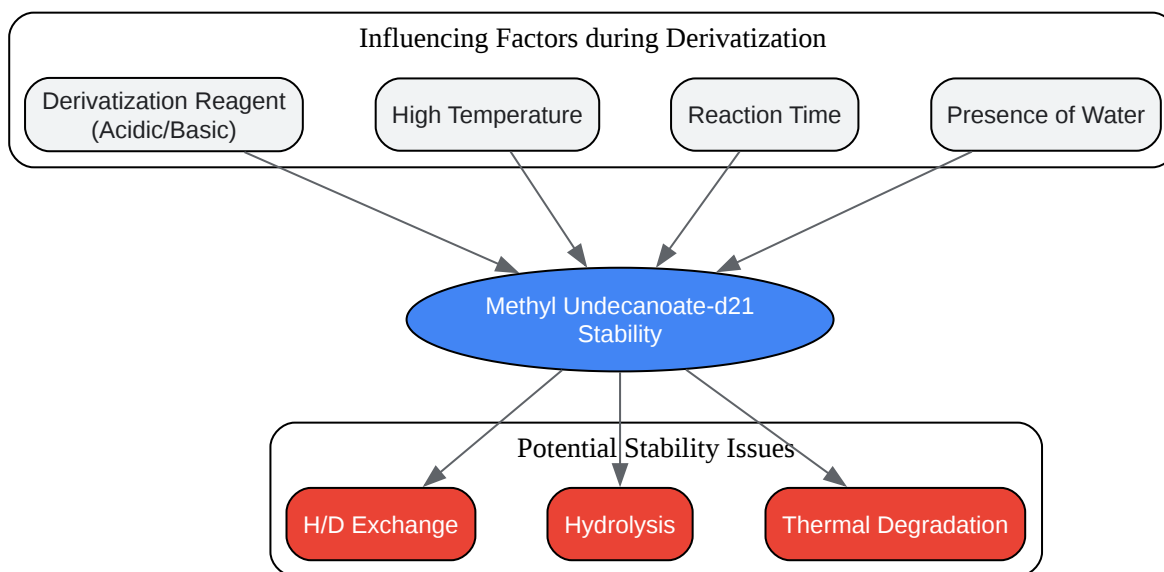 Influencing Factors during Derivatization
Derivatization Reagent
(Acidic/Basic)
High Temperature
Reaction Time
Presence of Water
Methyl Undecanoate-d21
Stability
Potential Stability Issues
H/D Exchange
Hydrolysis
Thermal Degradation